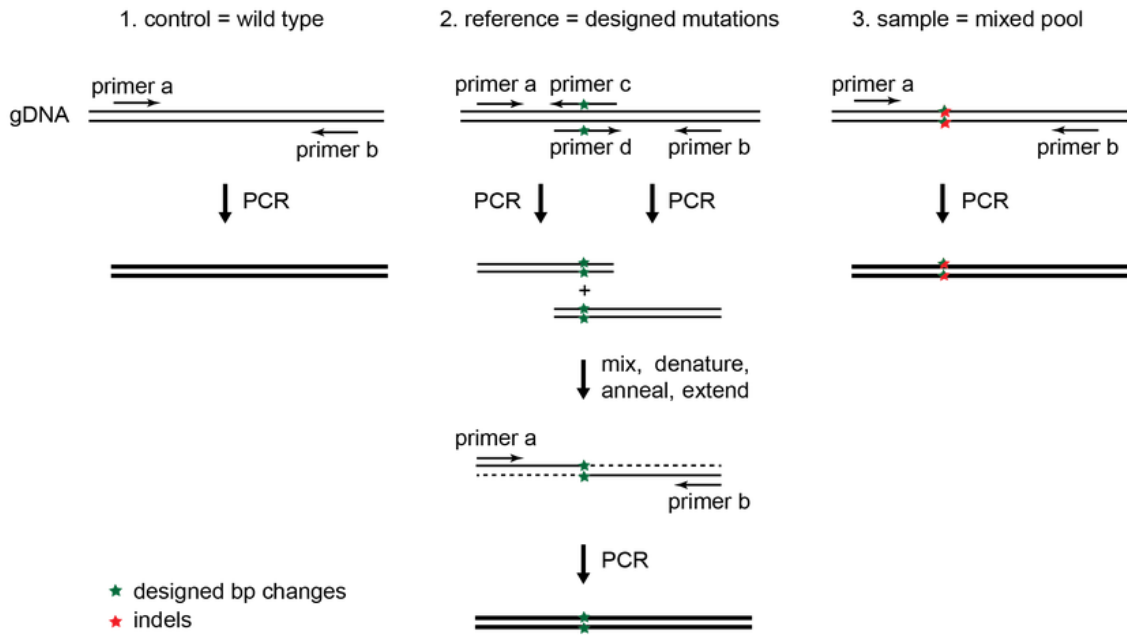 1. control = wild type
2. reference = designed mutations
3. sample = mixed pool
primer a
gDNA
primer b
PCR
primer a
primer c
primer d
primer b
PCR
PCR
+
mix, denature,
anneal, extend
primer a
primer b
PCR
primer a
primer b
PCR
designed bp changes
indels